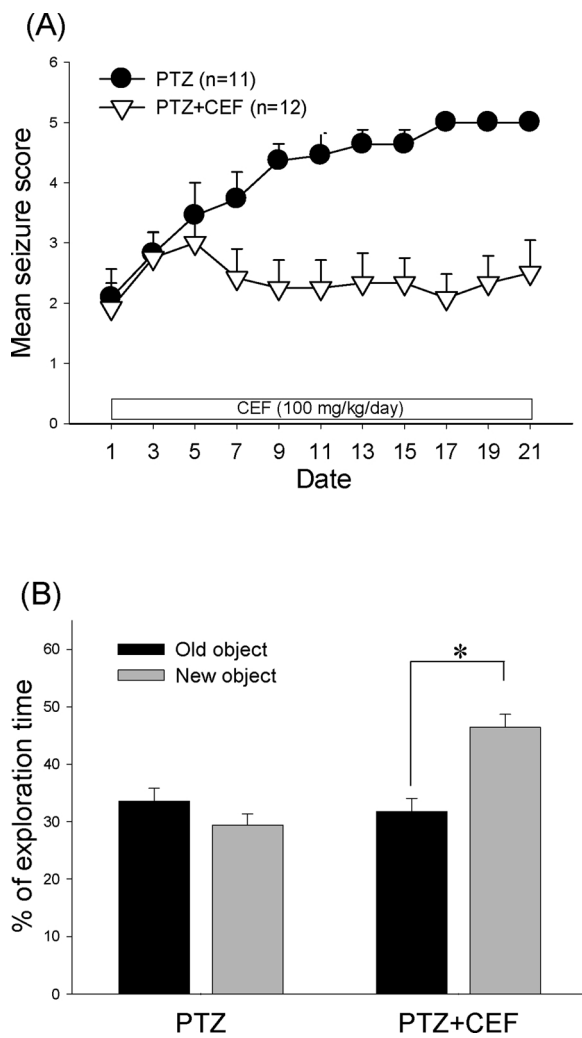 (A)
Mean seizure score
6
5
4
3
2
1
0
PTZ (n=11)
PTZ+CEF (n=12)
CEF (100 mg/kg/day)
1 3 5 7 9 11 13 15 17 19 21
Date
(B)
% of exploration time
60
50
40
30
20
10
0
Old object
New object
*
PTZ PTZ+CEF